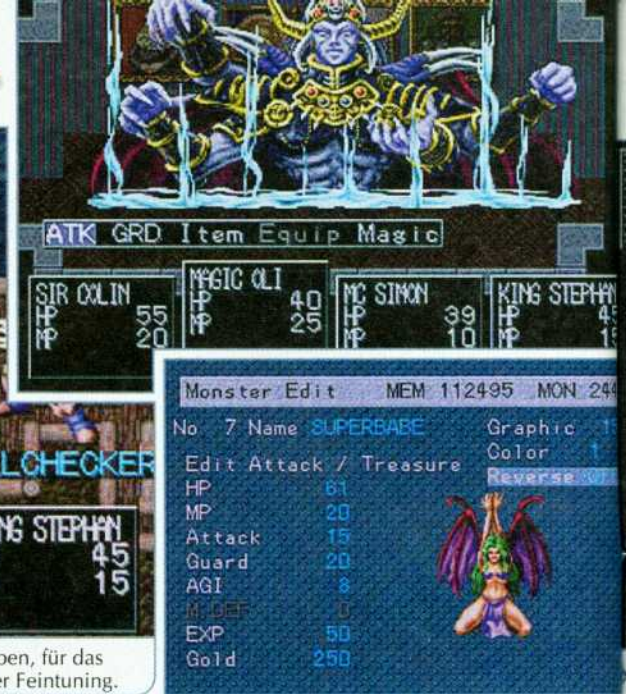 ATK GRD Item Equip Magic
SIR COLIN
HP 55
MP 20
MAGIC OLI
HP 40
MP 25
MC SIMON
HP 39
MP 10
KING STEPHAN
HP
MP
LCHECKER
NG STEPHAN
45
15
pen, für das
er Feintuning.
Monster Edit MEM 112495 MON 244
No 7 Name SUPERBABE Graphic
Color 1
Reverse
Edit Attack / Treasure
HP 61
MP 20
Attack 15
Guard 20
AGI 8
M.DEF 0
EXP 50
Gold 250